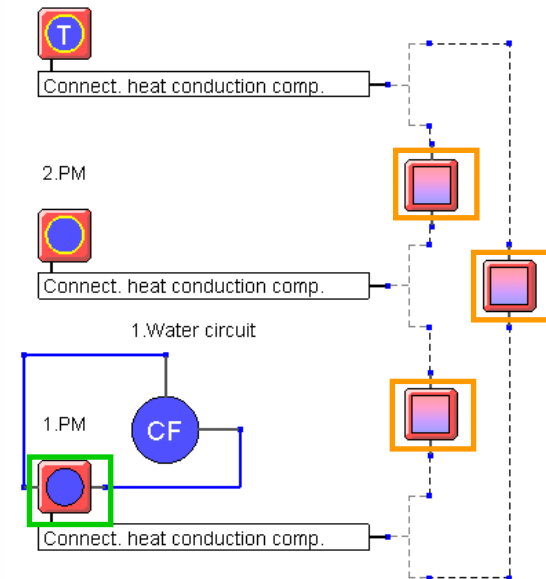 T
Connect. heat conduction comp.
2.PM
Connect. heat conduction comp.
1.Water circuit
1.PM
CF
Connect. heat conduction comp.